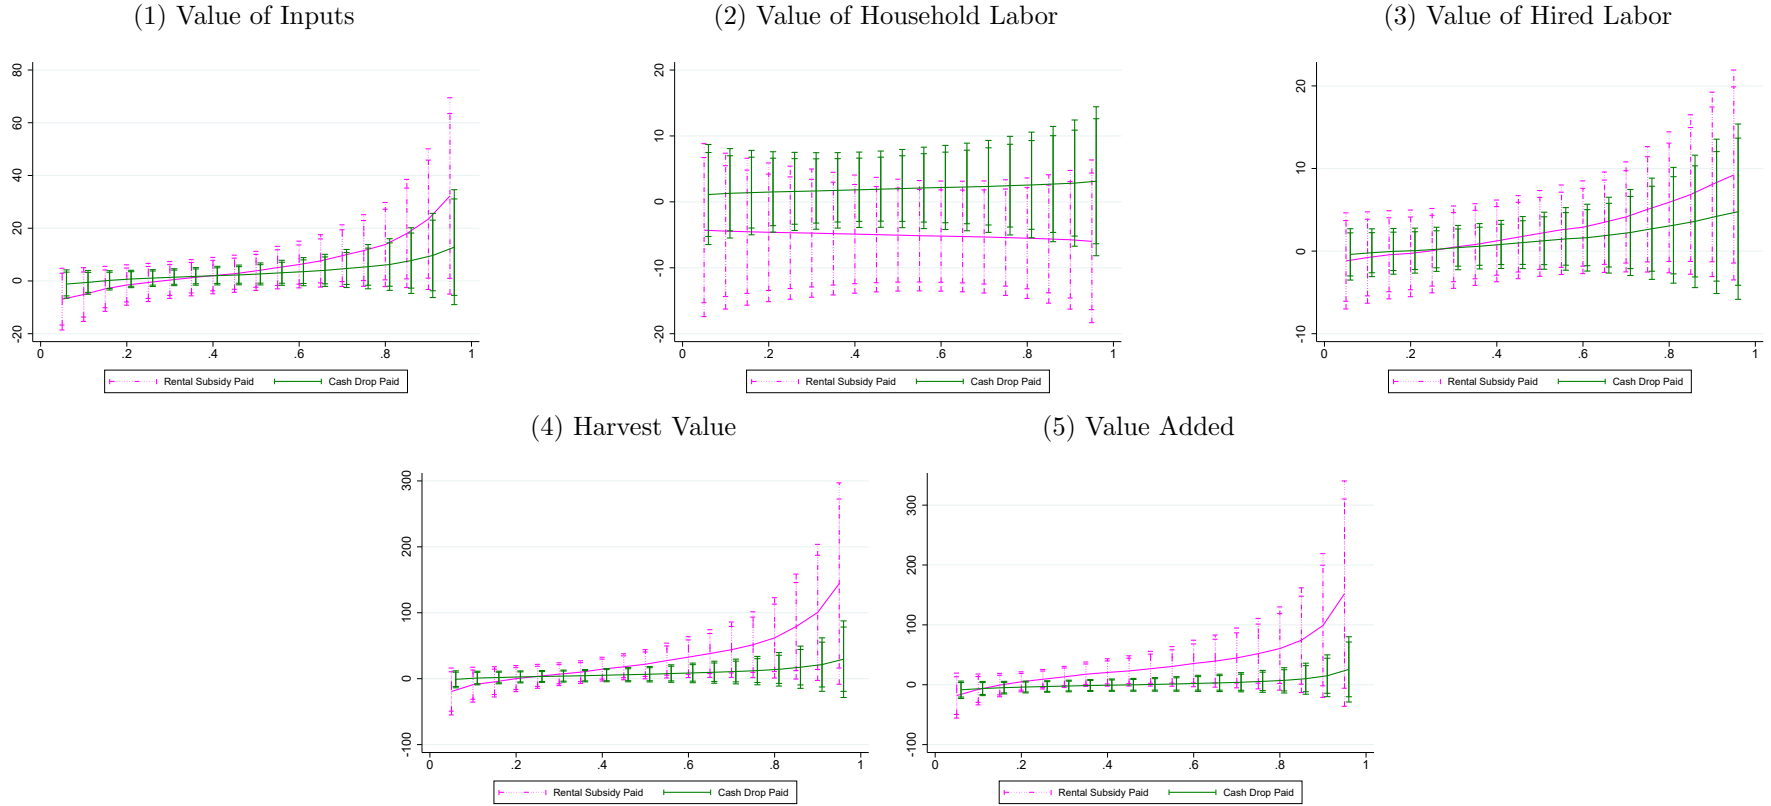 (1) Value of Inputs
80
60
40
20
0
20
0 .2 .4 .6 .8 1
Rental Subsidy Paid Cash Drop Paid
(2) Value of Household Labor
20
10
0
-10
-20
0 .2 .4 .6 .8 1
Rental Subsidy Paid Cash Drop Paid
(3) Value of Hired Labor
20
10
0
-10
0 .2 .4 .6 .8 1
Rental Subsidy Paid Cash Drop Paid
(4) Harvest Value
300
200
100
0
-100
0 .2 .4 .6 .8 1
Rental Subsidy Paid Cash Drop Paid
(5) Value Added
300
200
100
0
-100
0 .2 .4 .6 .8 1
Rental Subsidy Paid Cash Drop Paid